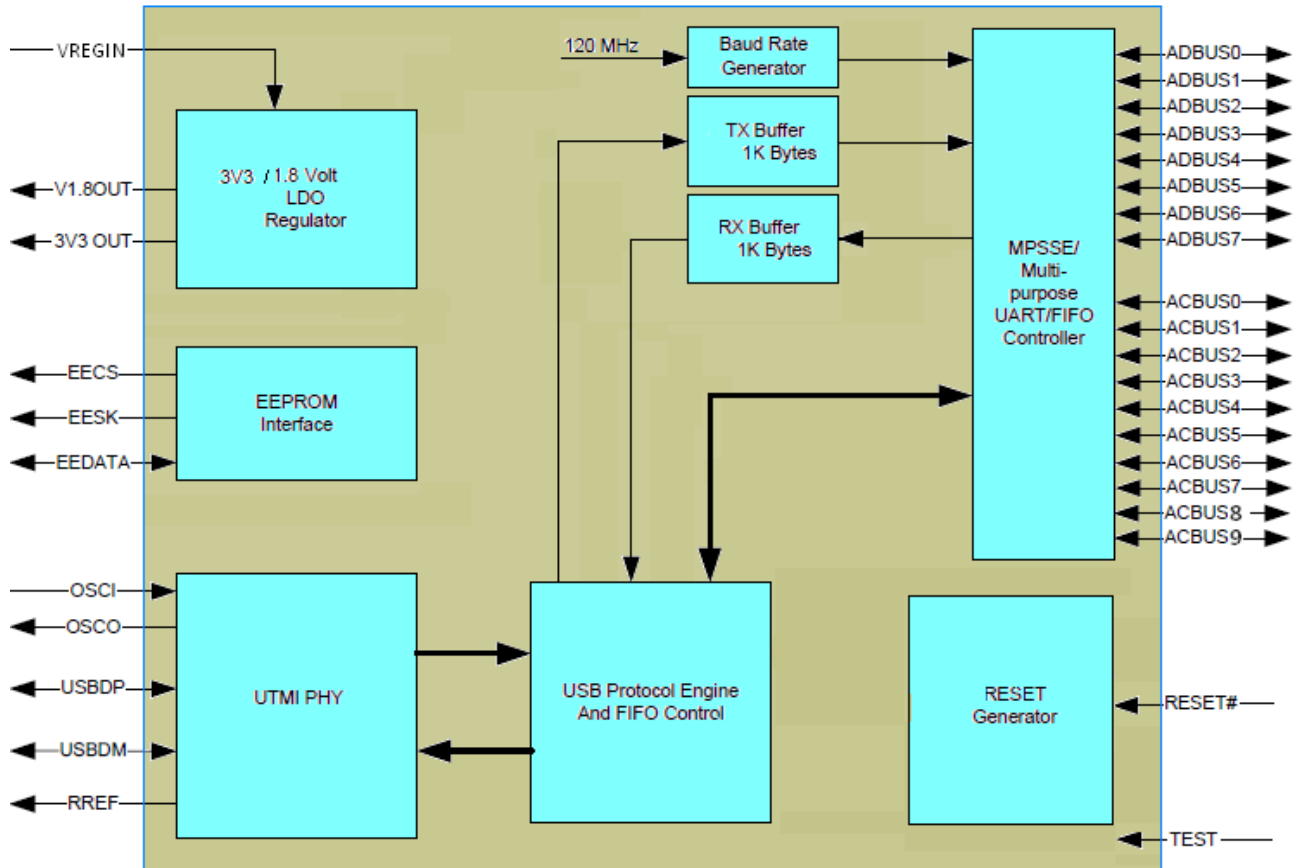 VREGIN
3V3 / 1.8 Volt
LDO
Regulator
V1.8OUT
3V3 OUT
EECS
EESK
EEDATA
EEPROM
Interface
OSCI
OSCO
USBDP
USBDM
RREF
UTMI PHY
120 MHz
Baud Rate
Generator
TX Buffer
1K Bytes
RX Buffer
1K Bytes
USB Protocol Engine
And FIFO Control
MPSSE/
Multi-
purpose
UART/FIFO
Controller
RESET
Generator
ADBUS0
ADBUS1
ADBUS2
ADBUS3
ADBUS4
ADBUS5
ADBUS6
ADBUS7
ACBUS0
ACBUS1
ACBUS2
ACBUS3
ACBUS4
ACBUS5
ACBUS6
ACBUS7
ACBUS8
ACBUS9
RESET#
TEST